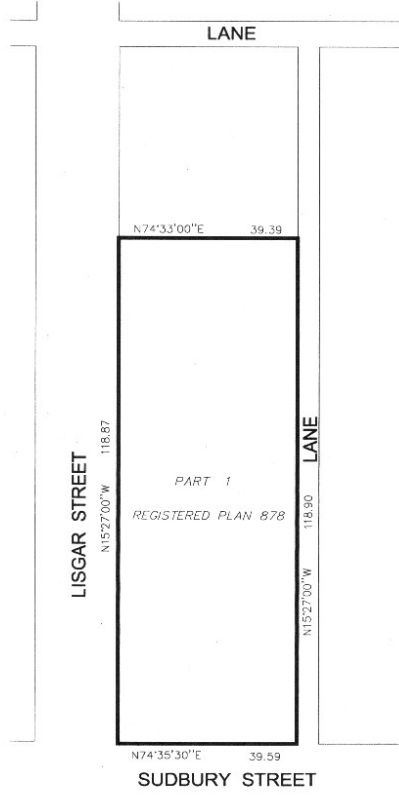 LANE
N74°33'00"E 39.39
LISGAR STREET
N15°27'00"W 118.87
PART 1
REGISTERED PLAN 878
LANE
N15°27'00"W 118.90
N74°35'30"E 39.59
SUDBURY STREET